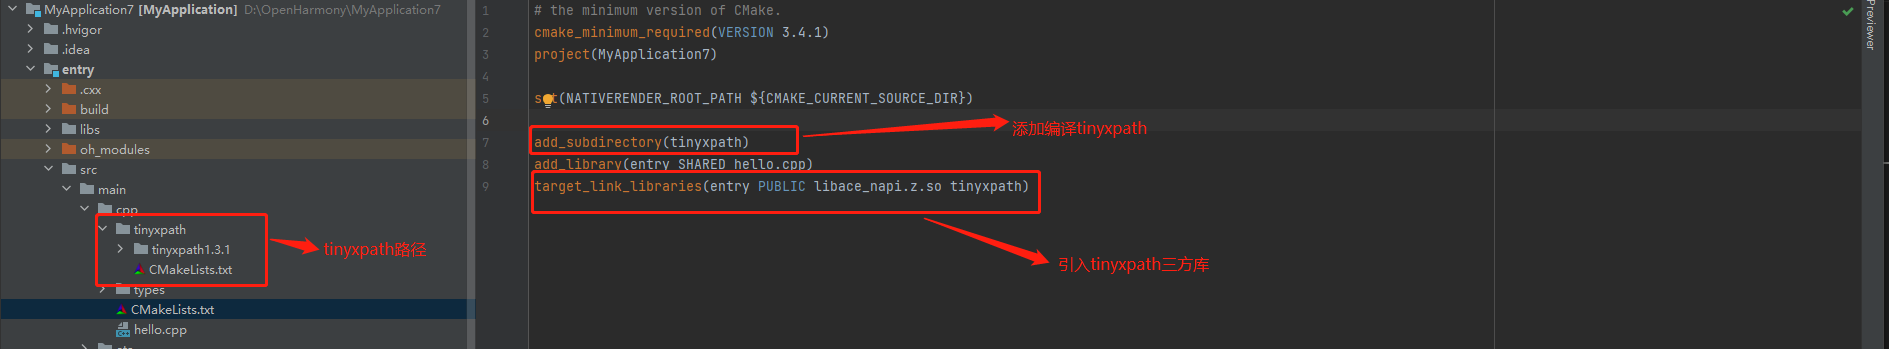 MyApplication7 [MyApplication] D:\OpenHarmony\MyApplication7
.hvigor
.idea
entry
.cxx
build
libs
oh_modules
src
main
cpp
tinyxpath
tinyxpath1.3.1
CMakeLists.txt
types
CMakeLists.txt
hello.cpp
tinyxpath路径
1 # the minimum version of CMake.
2 cmake_minimum_required(VERSION 3.4.1)
3 project(MyApplication7)
4
5 set(NATIVERENDER_ROOT_PATH ${CMAKE_CURRENT_SOURCE_DIR})
6
7 add_subdirectory(tinyxpath)
8 add_library(entry SHARED hello.cpp)
9 target_link_libraries(entry PUBLIC libace_napi.z.so tinyxpath)
添加编译tinyxpath
引入tinyxpath三方库
Previewer